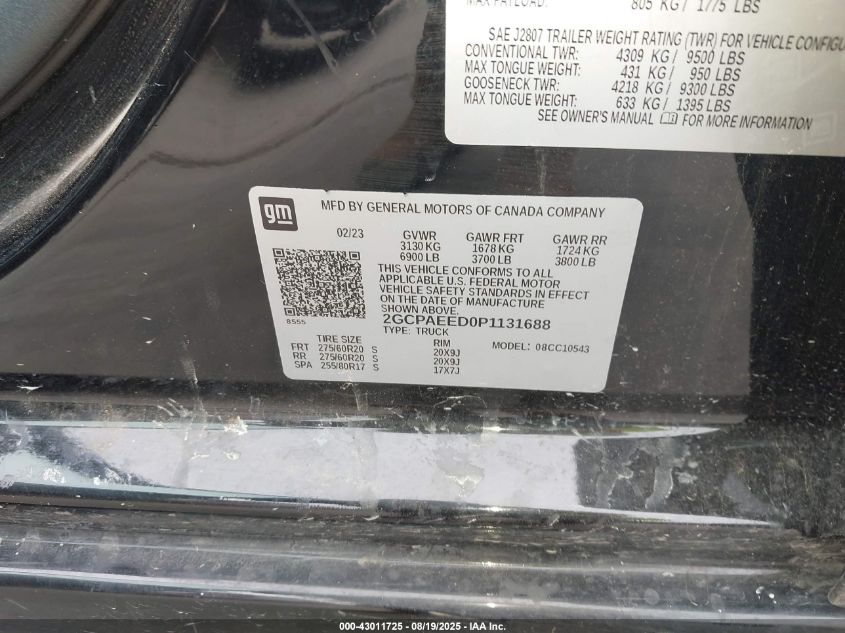 MAX PAYLOAD: 805 KG / 1775 LBS
SAE J2807 TRAILER WEIGHT RATING (TWR) FOR VEHICLE
CONVENTIONAL TWR: 4309 KG / 9500 LBS
MAX TONGUE WEIGHT: 431 KG / 950 LBS
GOOSENECK TWR: 4218 KG / 9300 LBS
MAX TONGUE WEIGHT: 633 KG / 1395 LBS
SEE OWNER'S MANUAL FOR MORE INFORMATION
gm
MFD BY GENERAL MOTORS OF CANADA COMPANY
02/23 GVWR GAWR FRT GAWR RR
3130 KG 1678 KG 1724 KG
6900 LB 3700 LB 3800 LB
THIS VEHICLE CONFORMS TO ALL
APPLICABLE U.S. FEDERAL MOTOR
VEHICLE SAFETY STANDARDS IN EFFECT
ON THE DATE OF MANUFACTURE
SHOWN ABOVE.
8555
2GCPAEED0P1131688
TYPE: TRUCK
TIRE SIZE RIM MODEL: 08CC10543
FRT 275/60R20 S 20X9J
RR 275/60R20 S 20X9J
SPA 255/80R17 S 17X7J
000-43011725 - 08/19/2025 - IAA Inc.